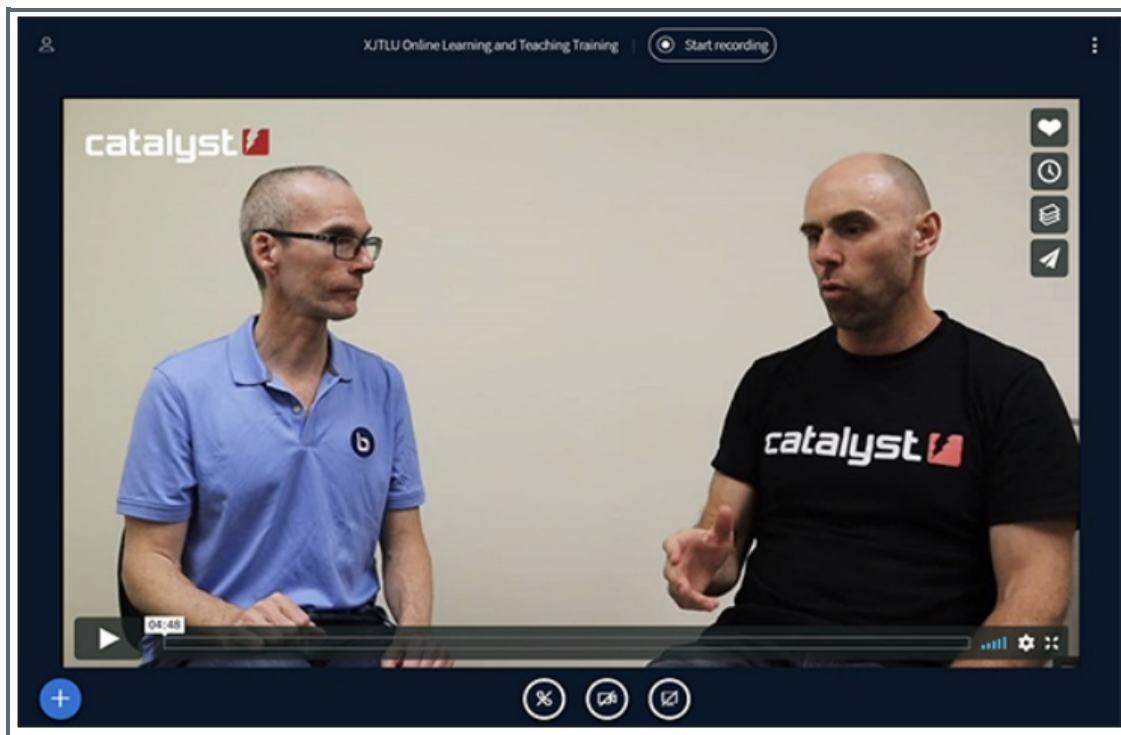 XJTLU Online Learning and Teaching Training
Start recording
catalyst
b
catalyst
04:48